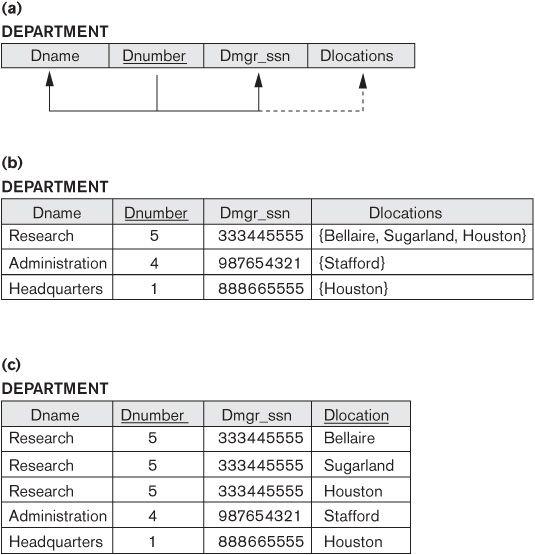 (a)
DEPARTMENT
Dname Dnumber Dmgr_ssn Dlocations
(b)
DEPARTMENT
Dname Dnumber Dmgr_ssn Dlocations
Research 5 333445555 {Bellaire, Sugarland, Houston}
Administration 4 987654321 {Stafford}
Headquarters 1 888665555 {Houston}
(c)
DEPARTMENT
Dname Dnumber Dmgr_ssn Dlocation
Research 5 333445555 Bellaire
Research 5 333445555 Sugarland
Research 5 333445555 Houston
Administration 4 987654321 Stafford
Headquarters 1 888665555 Houston